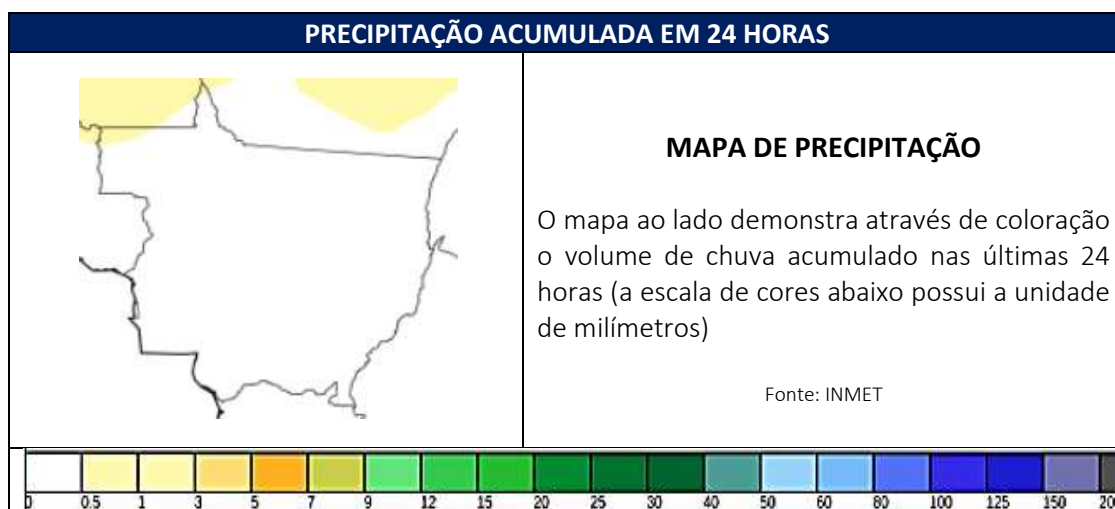 PRECIPITAÇÃO ACUMULADA EM 24 HORAS
MAPA DE PRECIPITAÇÃO
O mapa ao lado demonstra através de coloração
o volume de chuva acumulado nas últimas 24
horas (a escala de cores abaixo possui a unidade
de milímetros)
Fonte: INMET
0 0.5 1 3 5 7 9 12 15 20 25 30 40 50 60 80 100 125 150